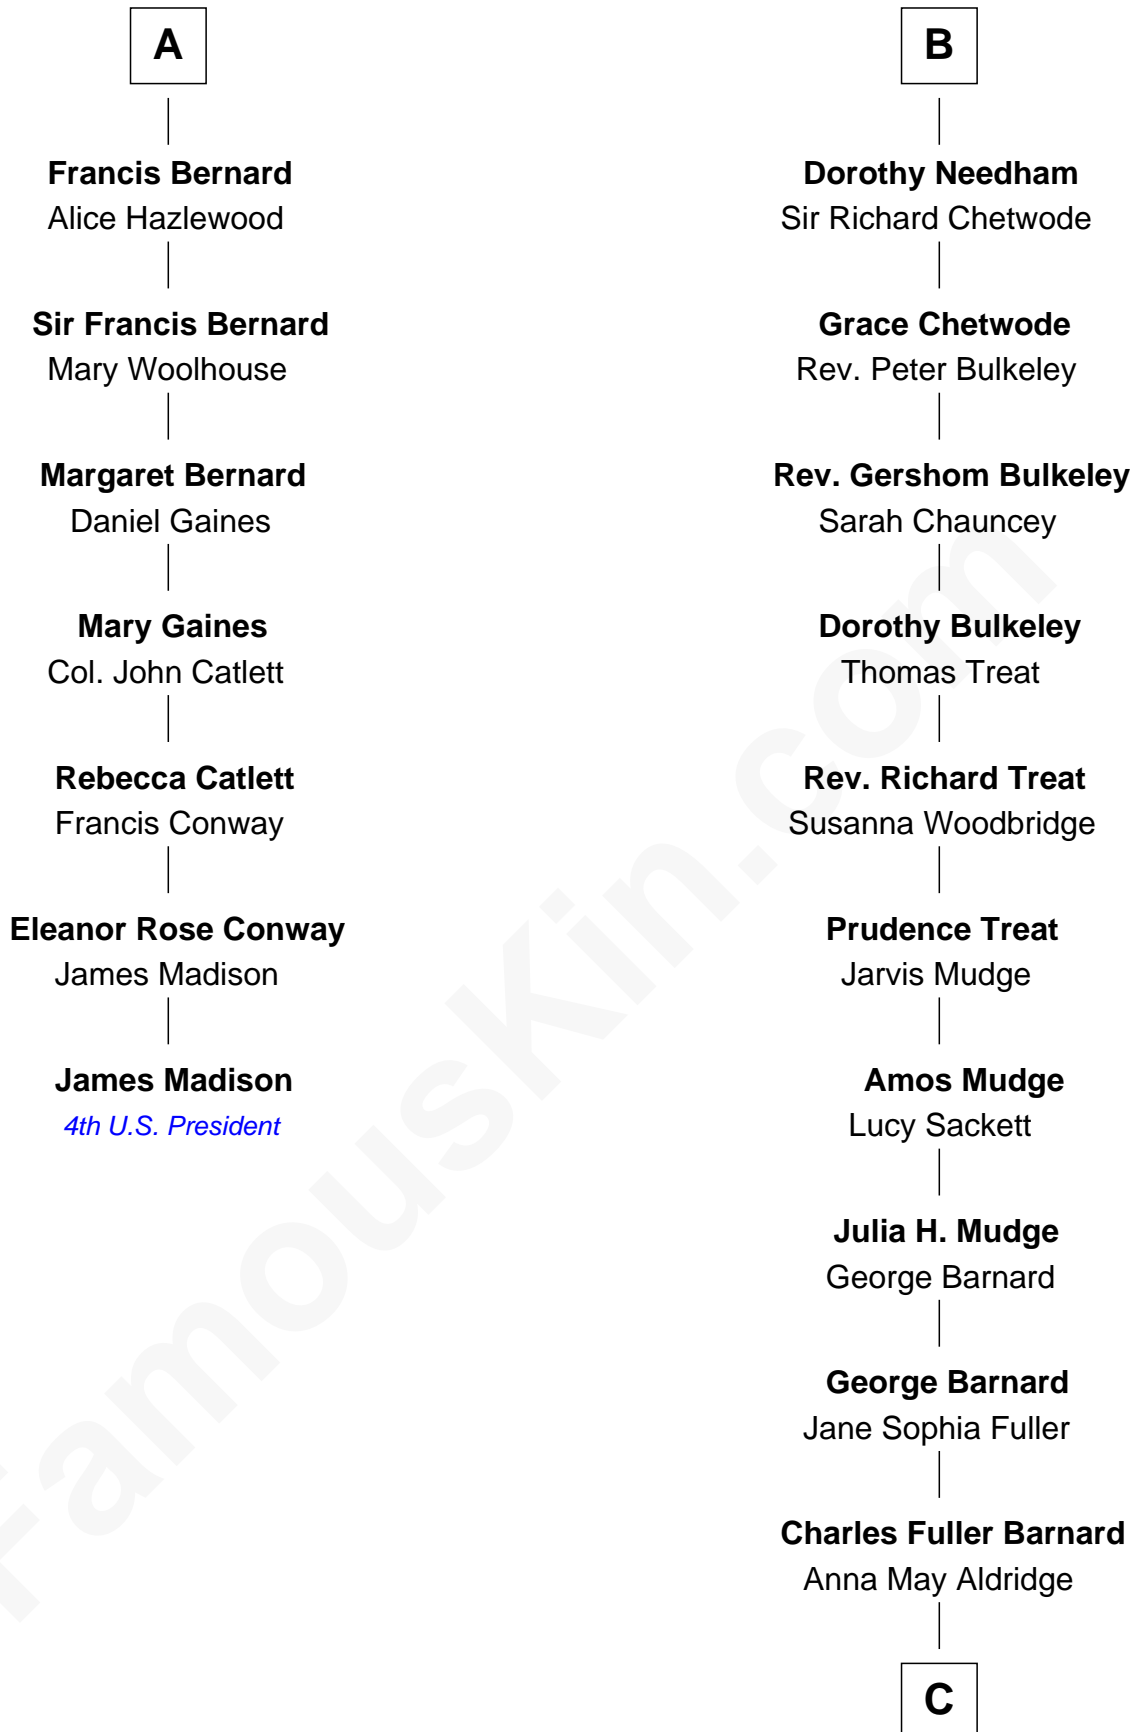 A
Francis Bernard
Alice Hazlewood
Sir Francis Bernard
Mary Woolhouse
Margaret Bernard
Daniel Gaines
Mary Gaines
Col. John Catlett
Rebecca Catlett
Francis Conway
Eleanor Rose Conway
James Madison
James Madison
4th U.S. President
B
Dorothy Needham
Sir Richard Chetwode
Grace Chetwode
Rev. Peter Bulkeley
Rev. Gershom Bulkeley
Sarah Chauncey
Dorothy Bulkeley
Thomas Treat
Rev. Richard Treat
Susanna Woodbridge
Prudence Treat
Jarvis Mudge
Amos Mudge
Lucy Sackett
Julia H. Mudge
George Barnard
George Barnard
Jane Sophia Fuller
Charles Fuller Barnard
Anna May Aldridge
C
FamousKin.com